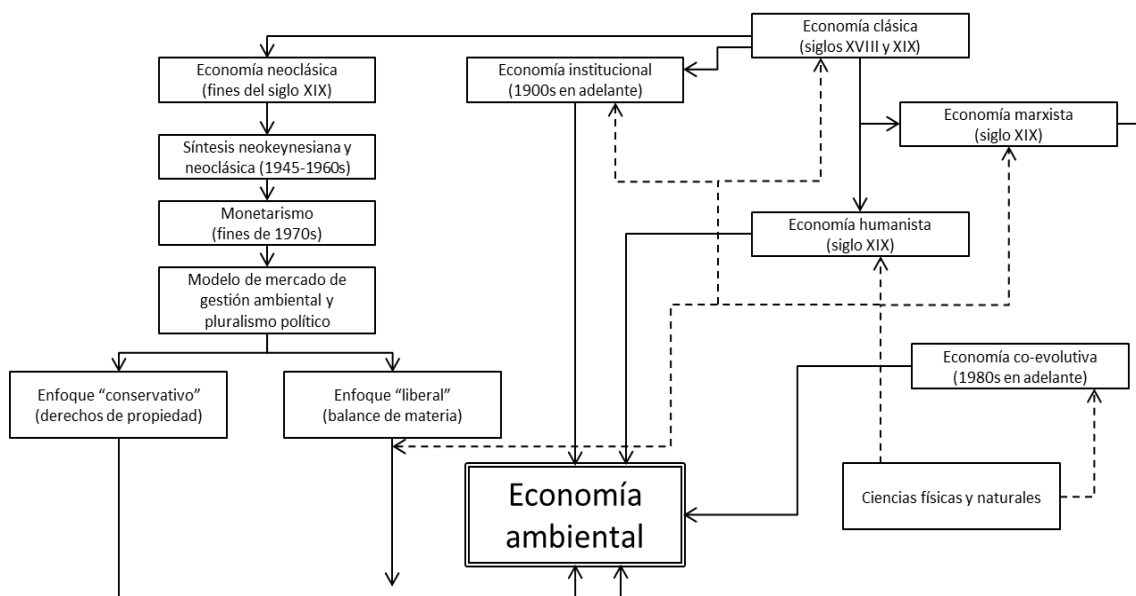 Economía clásica
(siglos XVIII y XIX)
Economía neoclásica
(fines del siglo XIX)
Economía institucional
(1900s en adelante)
Economía marxista
(siglo XIX)
Síntesis neokeynesiana y
neoclásica (1945-1960s)
Monetarismo
(fines de 1970s)
Economía humanista
(siglo XIX)
Modelo de mercado de
gestión ambiental y
pluralismo político
Economía co-evolutiva
(1980s en adelante)
Enfoque “conservativo”
(derechos de propiedad)
Enfoque “liberal”
(balance de materia)
Economía
ambiental
Ciencias físicas y naturales